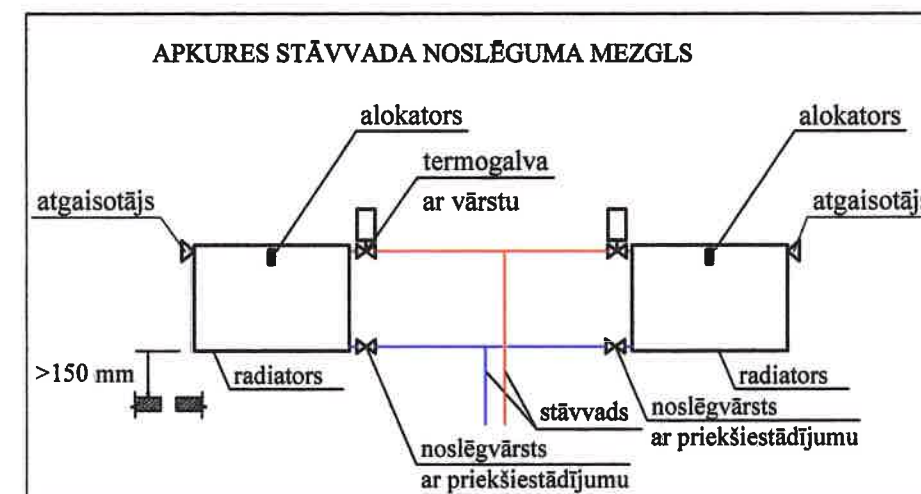 APKURES STĀVVADA NOSLĒGUMA MEZGLS
alokators
alokators
termogalva
ar vārstu
atgaisotājs
atgaisotājs
>150 mm
radiators
stāvvads
radiators
noslēgvārsts
ar priekšiestādījumu
noslēgvārsts
ar priekšiestādījumu